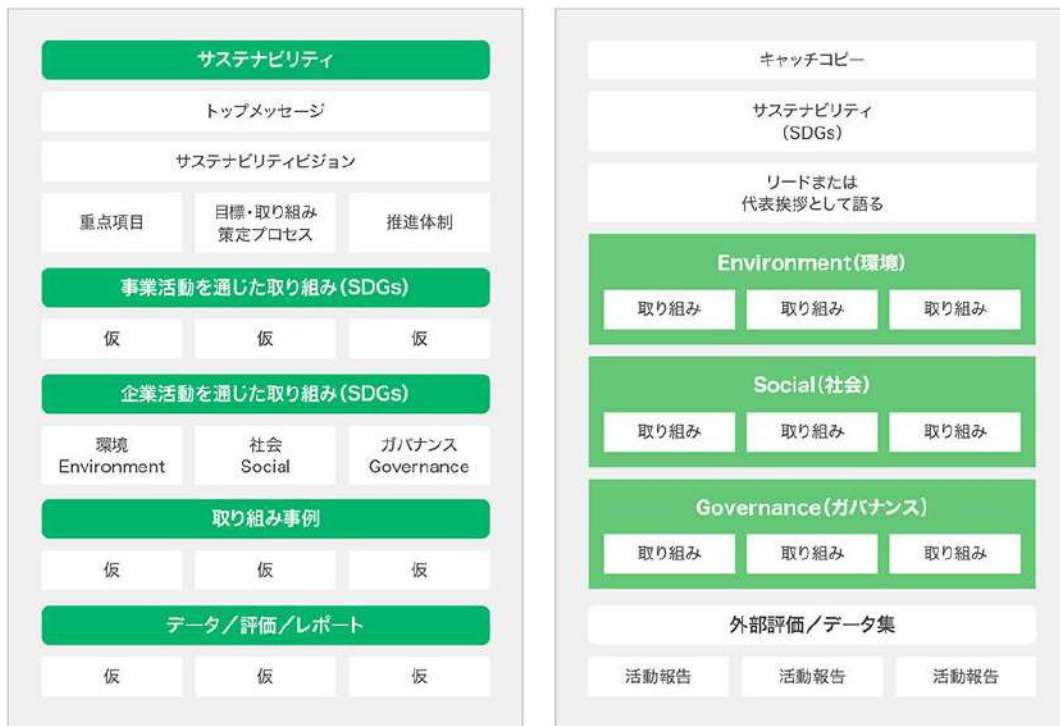 サステナビリティ
トップメッセージ
サステナビリティビジョン
重点項目
目標・取り組み
策定プロセス
推進体制
事業活動を通じた取り組み(SDGs)
仮
仮
仮
企業活動を通じた取り組み(SDGs)
環境
Environment
社会
Social
ガバナンス
Governance
取り組み事例
仮
仮
仮
データ/評価/レポート
仮
仮
仮
キャッチコピー
サステナビリティ
(SDGs)
リードまたは
代表挨拶として語る
Environment(環境)
取り組み
取り組み
取り組み
Social(社会)
取り組み
取り組み
取り組み
Governance(ガバナンス)
取り組み
取り組み
取り組み
外部評価/データ集
活動報告
活動報告
活動報告